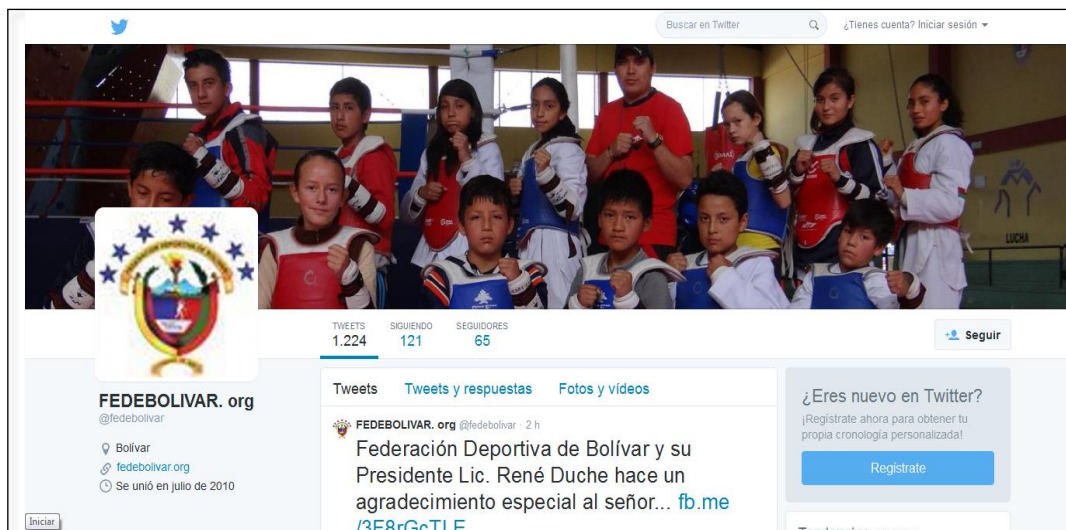 Buscar en Twitter
¿Tienes cuenta? Iniciar sesión
LUCHA
TWEETS
1.224
SIGUIENDO
121
SEGUIDORES
65
Seguir
FEDEBOLIVAR. org
@fedebolivar
Bolívar
fedebolivar.org
Se unió en julio de 2010
Iniciar
Tweets
Tweets y respuestas
Fotos y vídeos
FEDEBOLIVAR. org @fedebolivar · 2 h
Federación Deportiva de Bolívar y su
Presidente Lic. René Duche hace un
agradecimiento especial al señor... fb.me
¿Eres nuevo en Twitter?
¡Regístrate ahora para obtener tu
propia cronología personalizada!
Regístrate